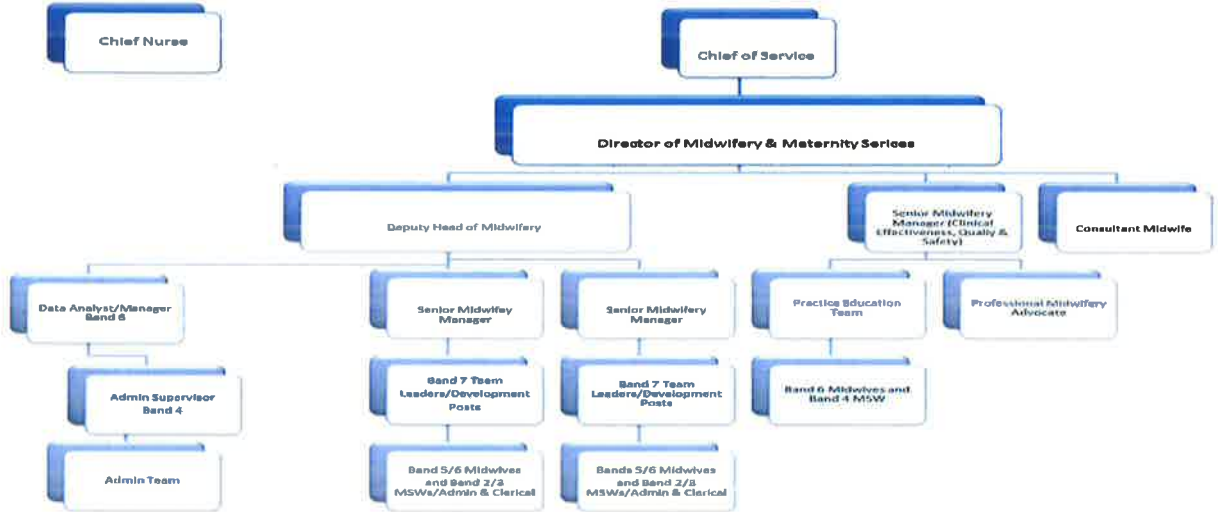 Chief Nurse
Chief of Service
Director of Midwifery & Maternity Serices
Deputy Head of Midwifery
Senior Midwifery
Manager (Clinical
Effectiveness, Qually &
Safety)
Consultant Midwife
Data Analyst/Manager
Band 6
Senior Midwifey
Manager
Senior Midwifery
Manager
Practice Education
Team
Professional Midwifery
Advocate
Admin Supervisor
Band 4
Band 7 Team
Leaders/Development
Posts
Band 7 Team
Leaders/Development
Posts
Band 6 Midwives and
Band 4 MSW
Admin Team
Band 5/6 Midwives
and Band 2/3
MSWs/Admin & Clerical
Bands 5/6 Midwives
and Band 2/3
MSWs/Admin & Clerical